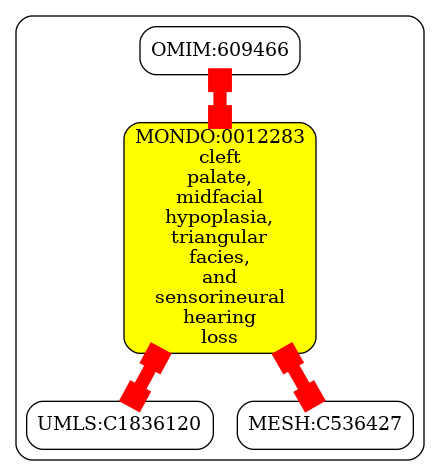 OMIM:609466
MONDO:0012283
cleft
palate,
midfacial
hypoplasia,
triangular
facies,
and
sensorineural
hearing
loss
UMLS:C1836120
MESH:C536427